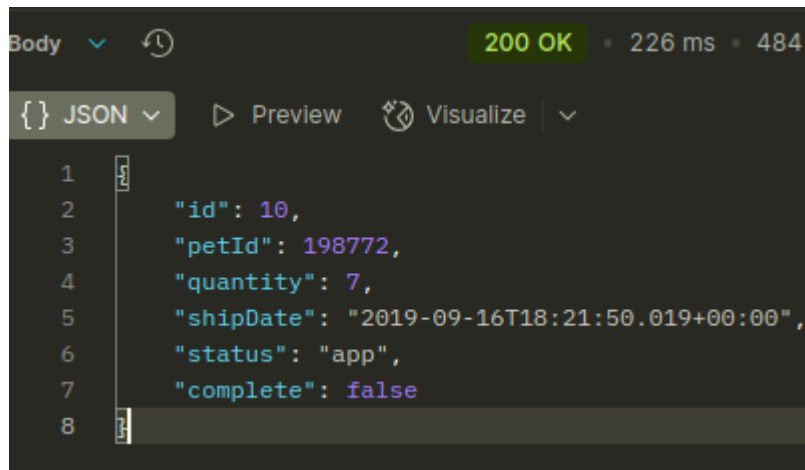 Body 200 OK • 226 ms • 484
{} JSON Preview Visualize
1 {
2 "id": 10,
3 "petId": 198772,
4 "quantity": 7,
5 "shipDate": "2019-09-16T18:21:50.019+00:00",
6 "status": "app",
7 "complete": false
8 }